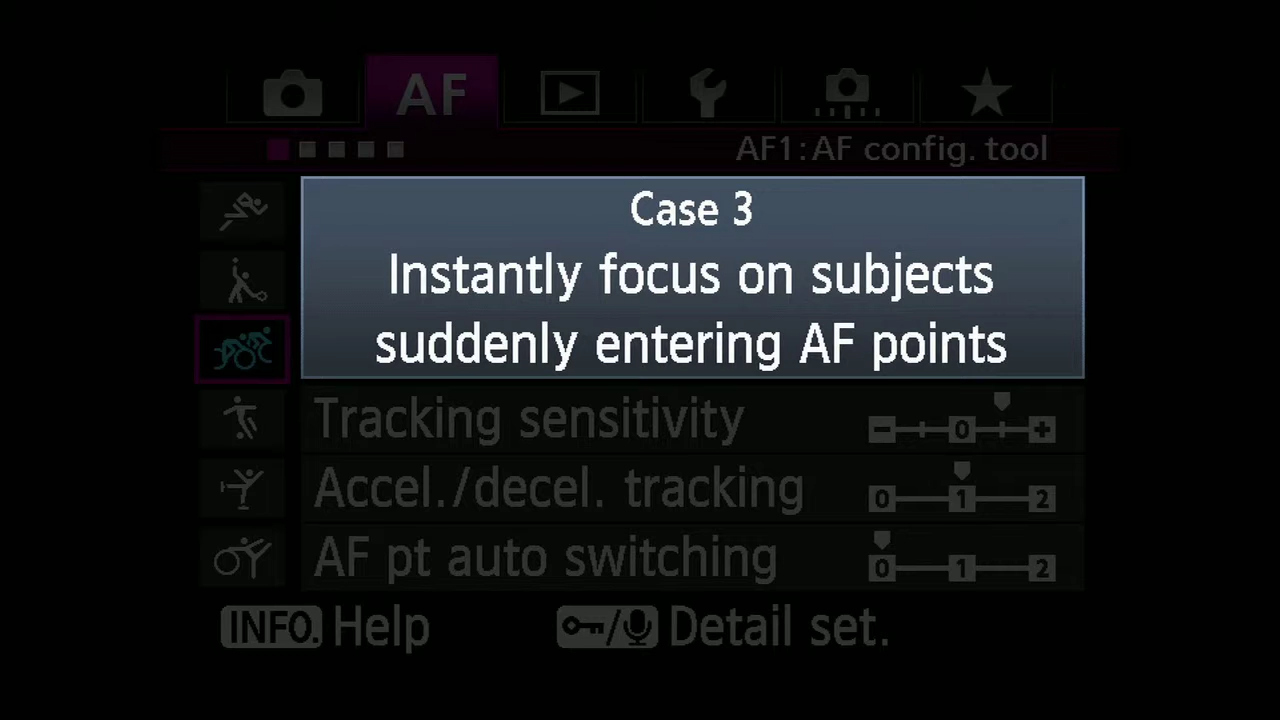 AF
AF1:AF config. tool
Case 3
Instantly focus on subjects
suddenly entering AF points
Tracking sensitivity
- 0 +
Accel./decel. tracking
0 1 2
AF pt auto switching
0 1 2
INFO. Help
/ Detail set.